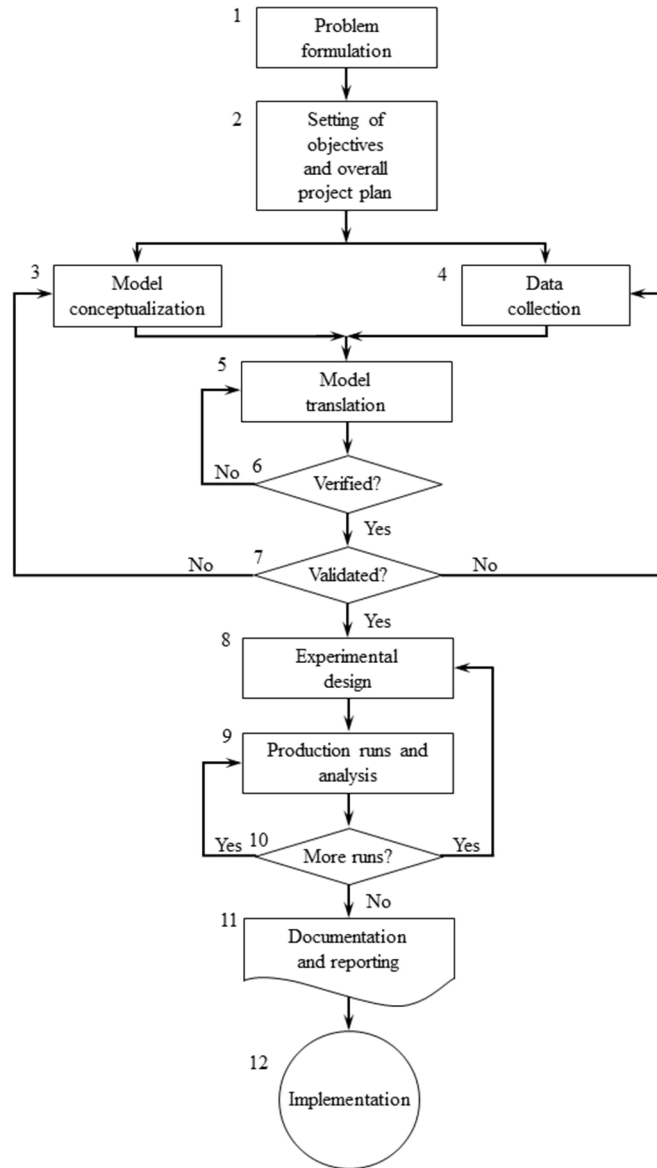 1
Problem
formulation
2
Setting of
objectives
and overall
project plan
3
Model
conceptualization
4
Data
collection
5
Model
translation
No
6
Verified?
Yes
No
7
Validated?
No
Yes
8
Experimental
design
9
Production runs and
analysis
Yes
10
More runs?
Yes
No
11
Documentation
and reporting
12
Implementation